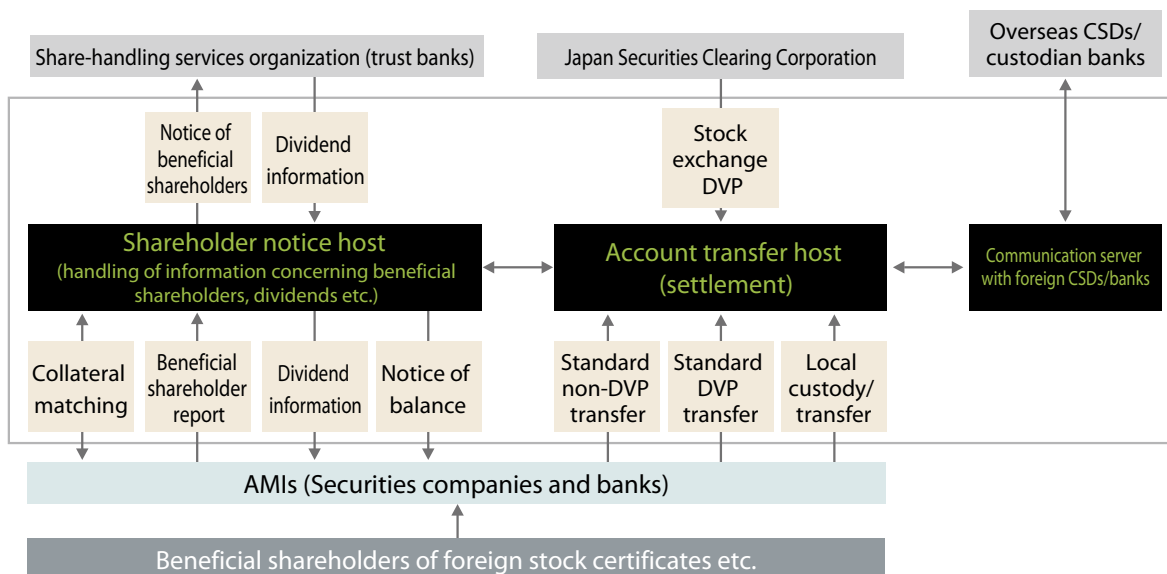 Share-handling services organization (trust banks)
Japan Securities Clearing Corporation
Overseas CSDs/
custodian banks
Notice of
beneficial
shareholders
Dividend
information
Stock
exchange
DVP
Shareholder notice host
(handling of information concerning beneficial
shareholders, dividends etc.)
Account transfer host
(settlement)
Communication server
with foreign CSDs/banks
Collateral
matching
Beneficial
shareholder
report
Dividend
information
Notice of
balance
Standard
non-DVP
transfer
Standard
DVP
transfer
Local
custody/
transfer
AMIs (Securities companies and banks)
Beneficial shareholders of foreign stock certificates etc.